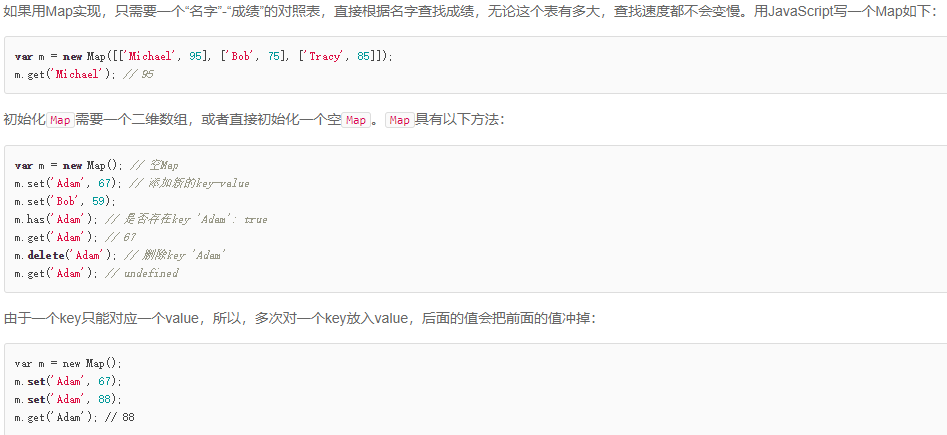 如果用Map实现，只需要一个“名字”-“成绩”的对照表，直接根据名字查找成绩，无论这个表有多大，查找速度都不会变慢。用JavaScript写一个Map如下：
var m = new Map([['Michael', 95], ['Bob', 75], ['Tracy', 85]]);
m.get('Michael'); // 95
初始化Map需要一个二维数组，或者直接初始化一个空Map。Map具有以下方法：
var m = new Map(); // 空Map
m.set('Adam', 67); // 添加新的key-value
m.set('Bob', 59);
m.has('Adam'); // 是否存在key 'Adam': true
m.get('Adam'); // 67
m.delete('Adam'); // 删除key 'Adam'
m.get('Adam'); // undefined
由于一个key只能对应一个value，所以，多次对一个key放入value，后面的值会把前面的值冲掉：
var m = new Map();
m.set('Adam', 67);
m.set('Adam', 88);
m.get('Adam'); // 88